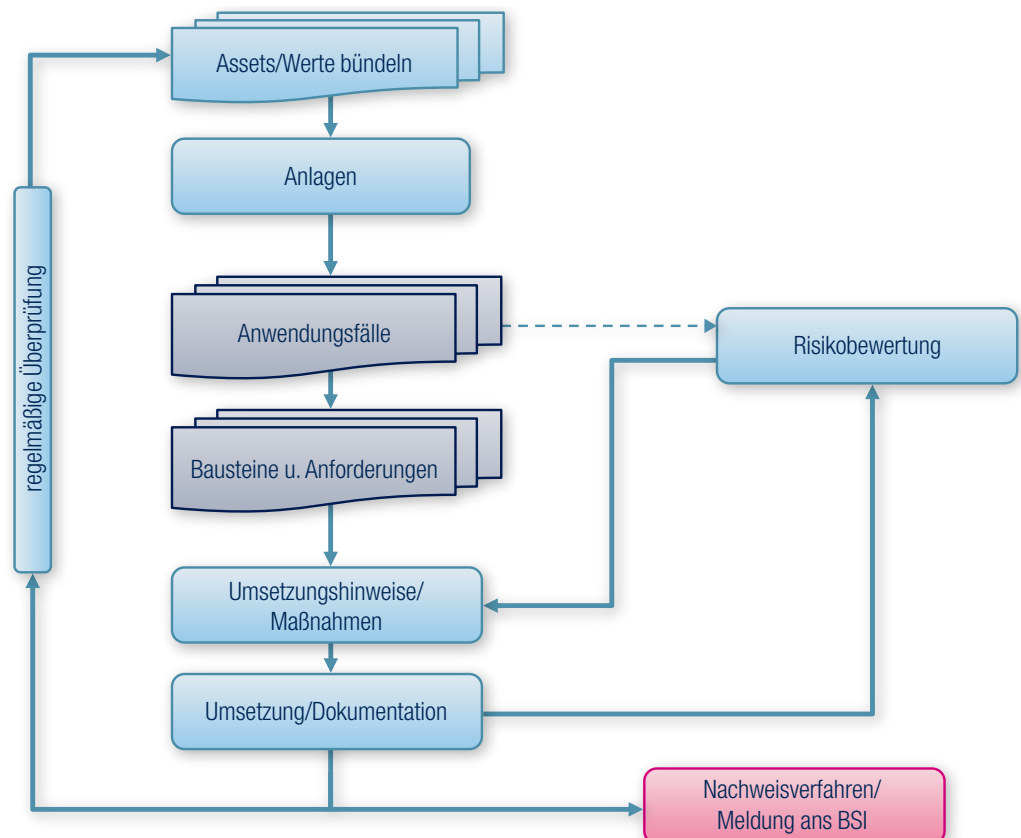 Assets/Werte bündeln
Anlagen
regelmäßige Überprüfung
Anwendungsfälle
Risikobewertung
Bausteine u. Anforderungen
Umsetzungshinweise/
Maßnahmen
Umsetzung/Dokumentation
Nachweisverfahren/
Meldung ans BSI